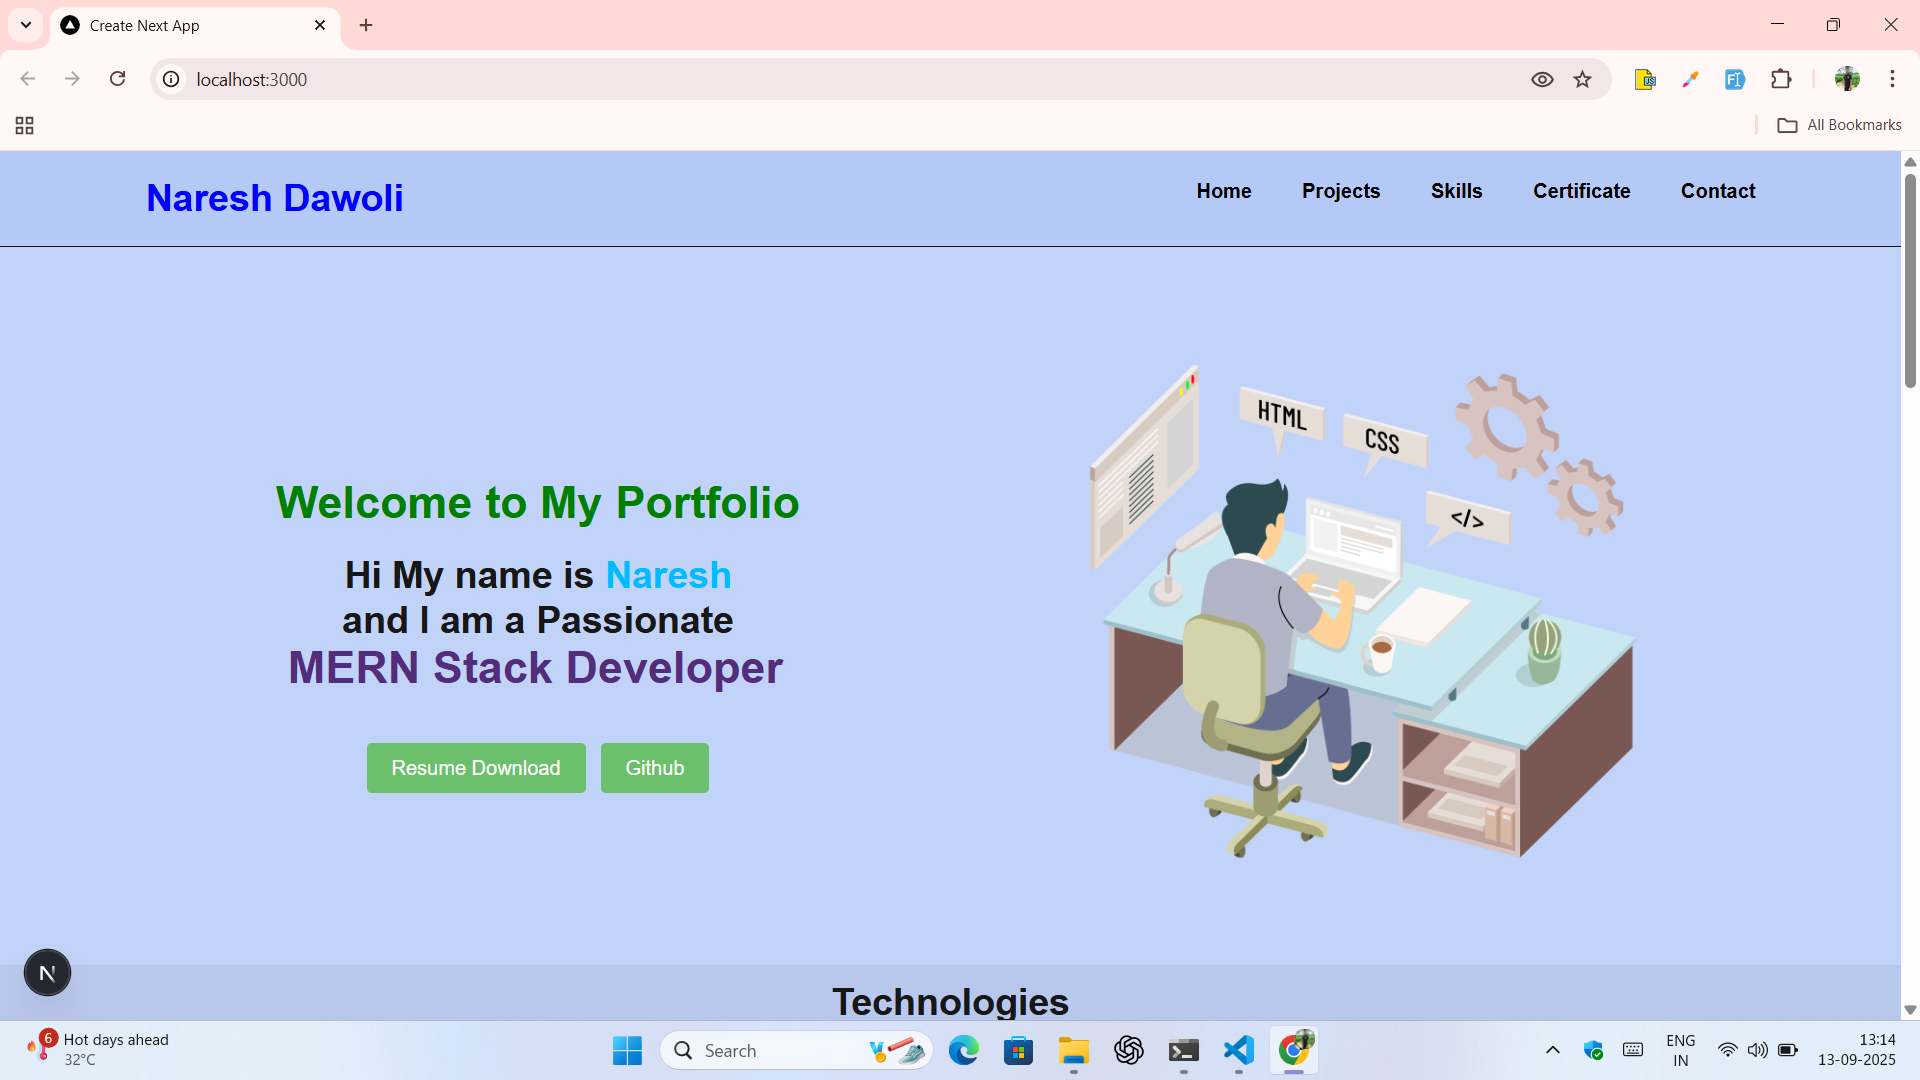 Create Next App
localhost:3000
All Bookmarks
Naresh Dawoli
Home Projects Skills Certificate Contact
HTML
CSS
</>
Welcome to My Portfolio
Hi My name is Naresh
and I am a Passionate
MERN Stack Developer
Resume Download Github
N
Technologies
6
Hot days ahead
32°C
Search
ENG
IN
13:14
13-09-2025